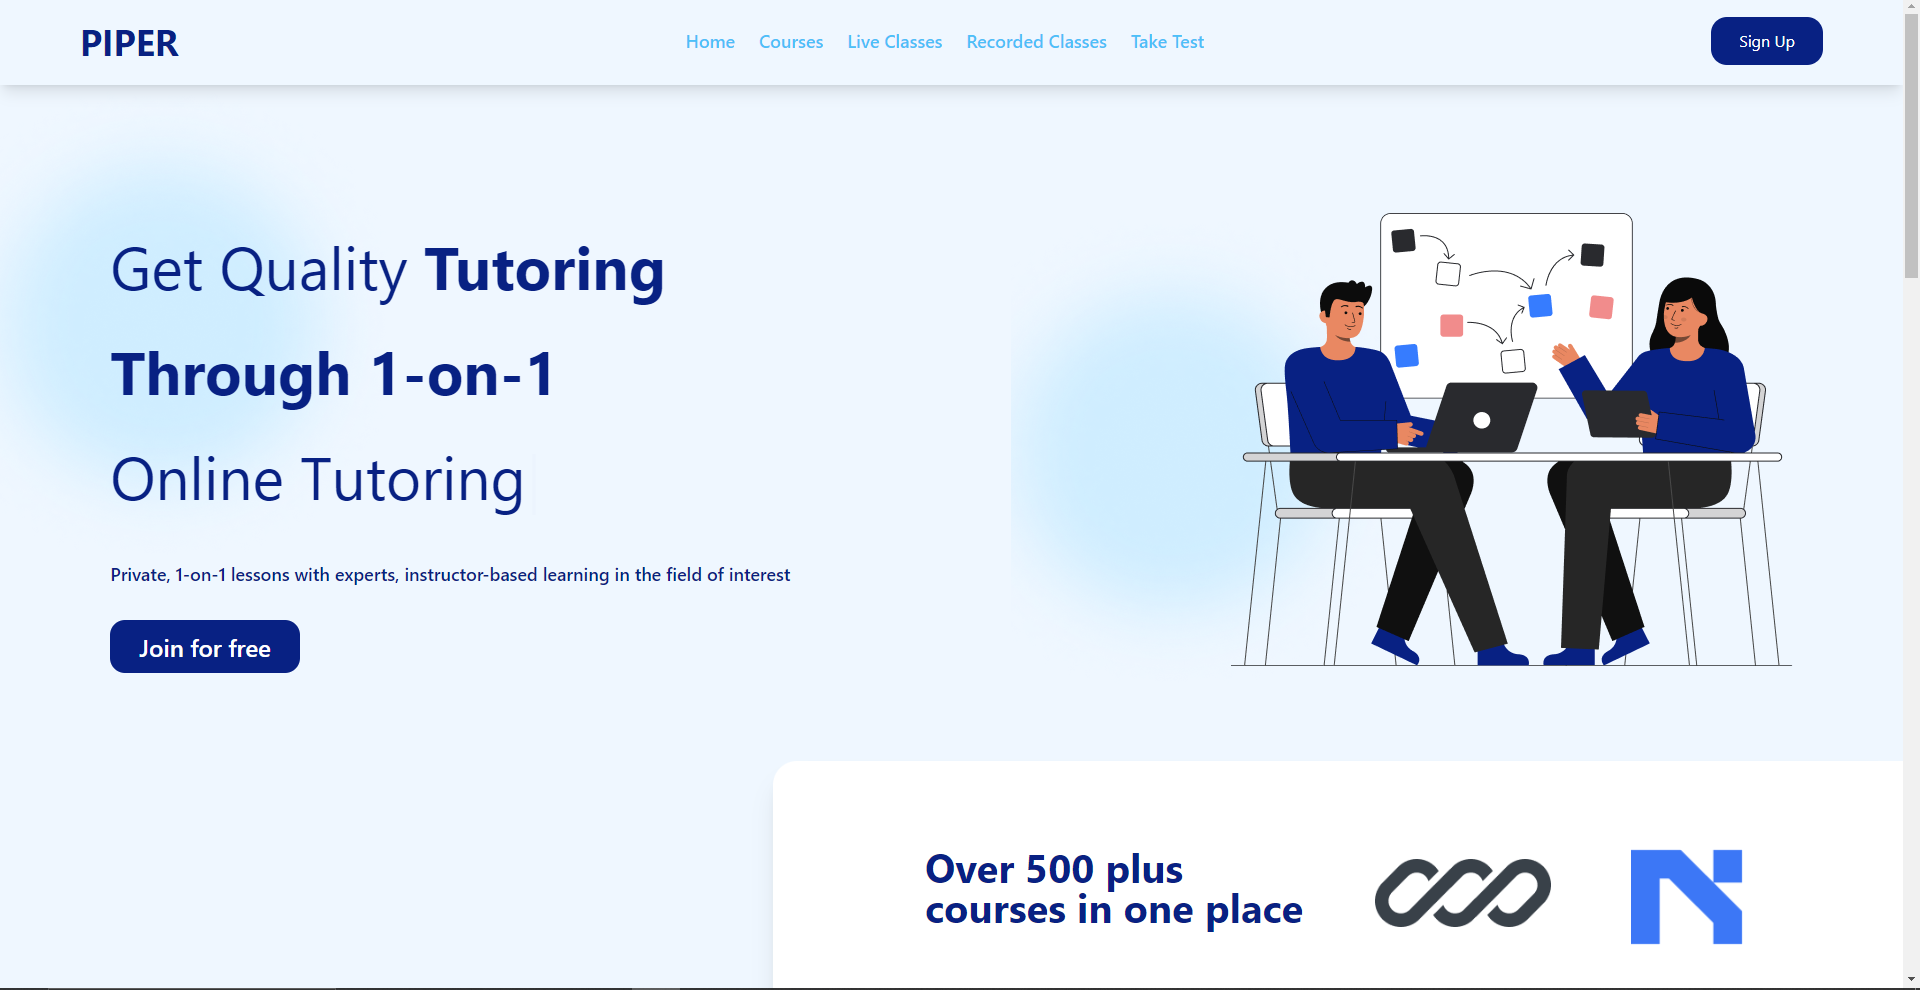 PIPER
Home Courses Live Classes Recorded Classes Take Test
Sign Up
Get Quality Tutoring
Through 1-on-1
Online Tutoring
Private, 1-on-1 lessons with experts, instructor-based learning in the field of interest
Join for free
Over 500 plus
courses in one place